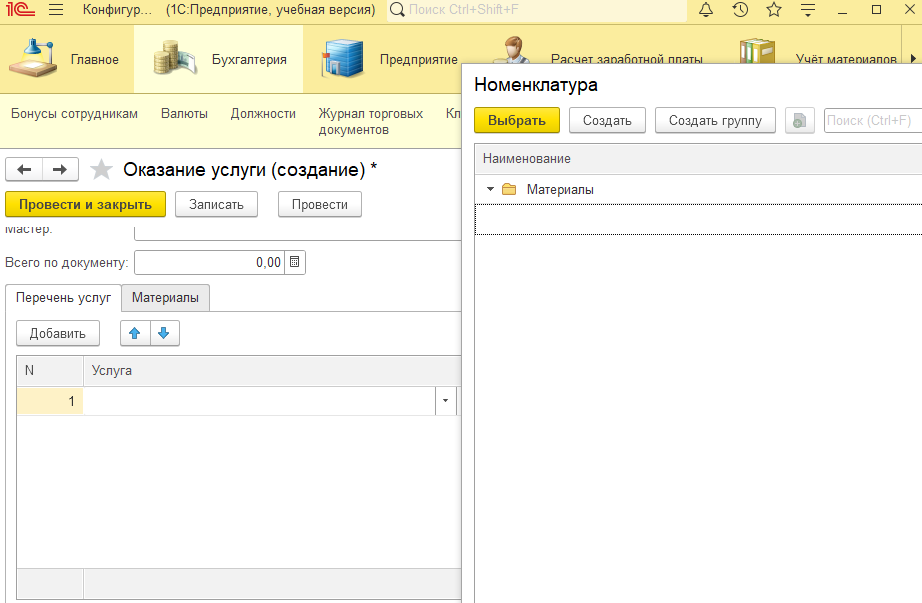 1С Конфигур... (1С:Предприятие, учебная версия) Поиск Ctrl+Shift+F
Главное Бухгалтерия Предприятие Расчет заработной платы Учёт материалов
Бонусы сотрудникам Валюты Должности Журнал торговых документов Кл
Оказание услуги (создание) *
Провести и закрыть Записать Провести
Мастер:
Всего по документу: 0,00
Перечень услуг Материалы
Добавить
N Услуга
1
Номенклатура
Выбрать Создать Создать группу Поиск (Ctrl+F)
Наименование
Материалы